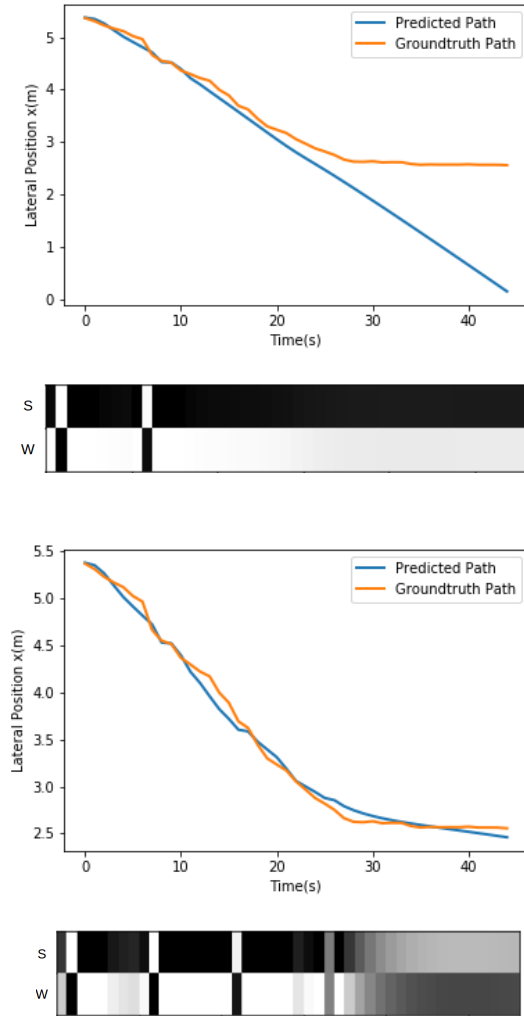 5
4
3
2
1
0
Lateral Position x(m)
Predicted Path
Groundtruth Path
0 10 20 30 40
Time(s)
S
W
5.5
5.0
4.5
4.0
3.5
3.0
2.5
Lateral Position x(m)
Predicted Path
Groundtruth Path
0 10 20 30 40
Time(s)
S
W